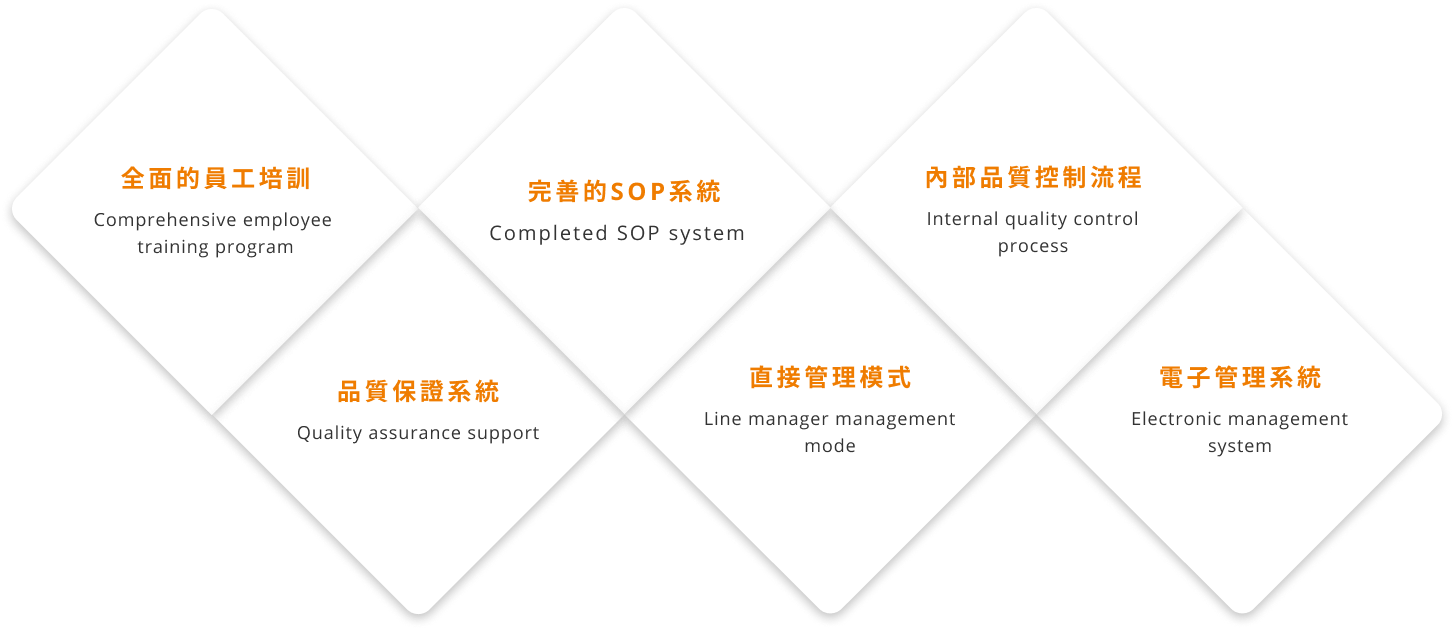 全面的員工培訓
Comprehensive employee
training program
完善的SOP系統
Completed SOP system
內部品質控制流程
Internal quality control
process
品質保證系統
Quality assurance support
直接管理模式
Line manager management
mode
電子管理系統
Electronic management
system